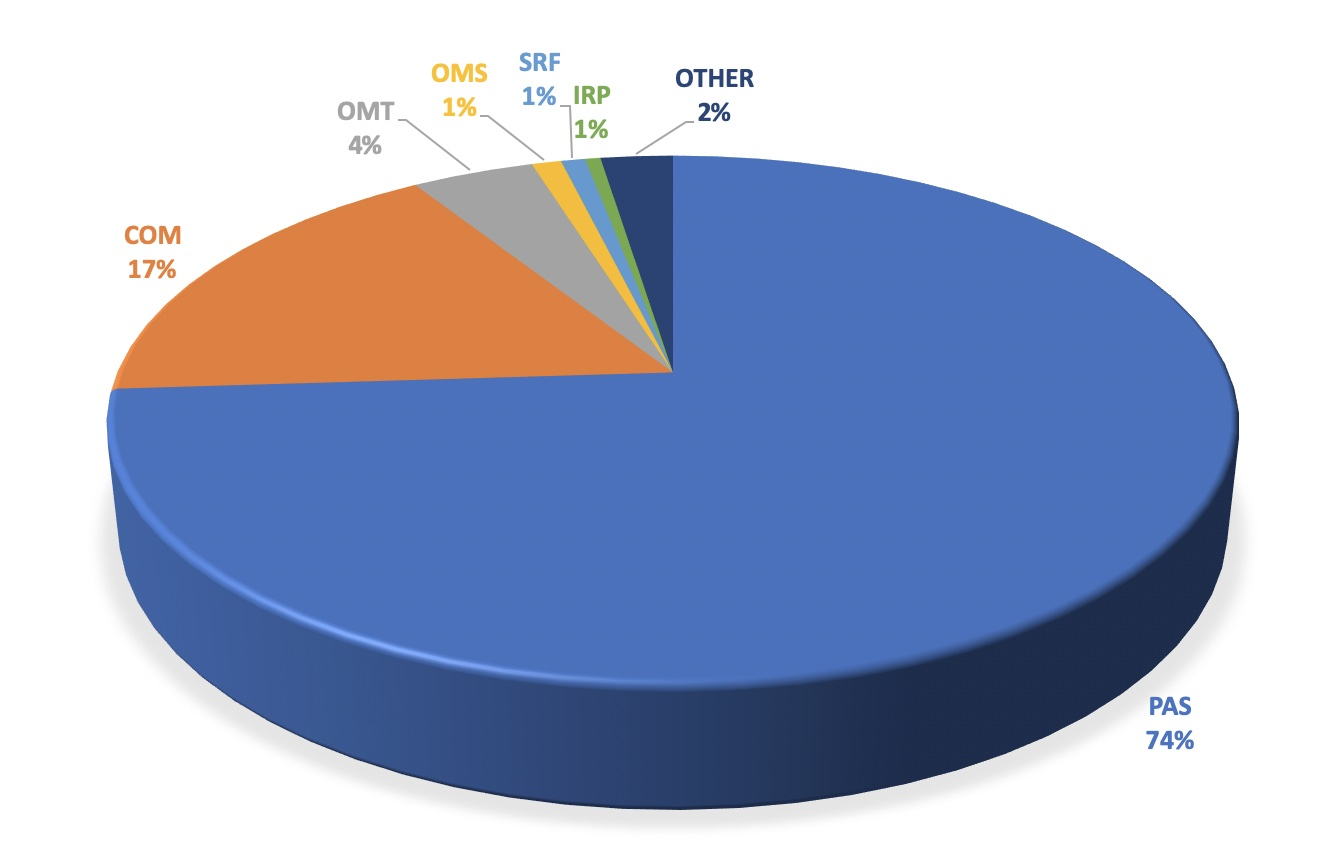 SRF
1%
OMS
1%
OTHER
2%
IRP
1%
OMT
4%
COM
17%
PAS
74%